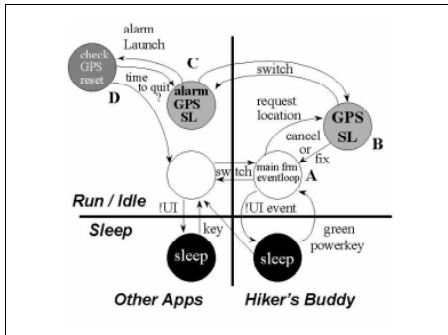 alarm
Launch
C
check
GPS
reset
switch
time
to quit
?
alarm
GPS
SL
D
request
location
GPS
SL
B
cancel
or
fix
main frm
eventloop
A
switch
Run / Idle
!UI
!UI event
Sleep
key
green
powerkey
sleep
sleep
Other Apps
Hiker's Buddy